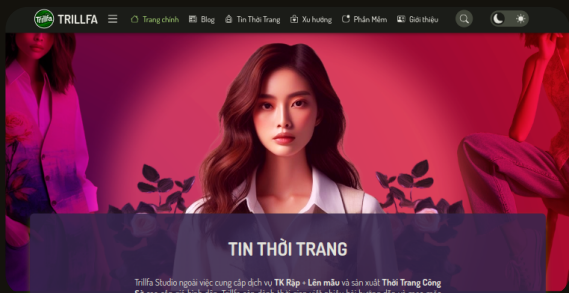 Trillfa TRILLFA Trang chính Blog Tin Thời Trang Xu hướng Phần Mềm Giới thiệu
TIN THỜI TRANG
Trillfa Studio ngoài việc cung cấp dịch vụ TK Rập + Lên mẫu và sản xuất Thời Trang Công